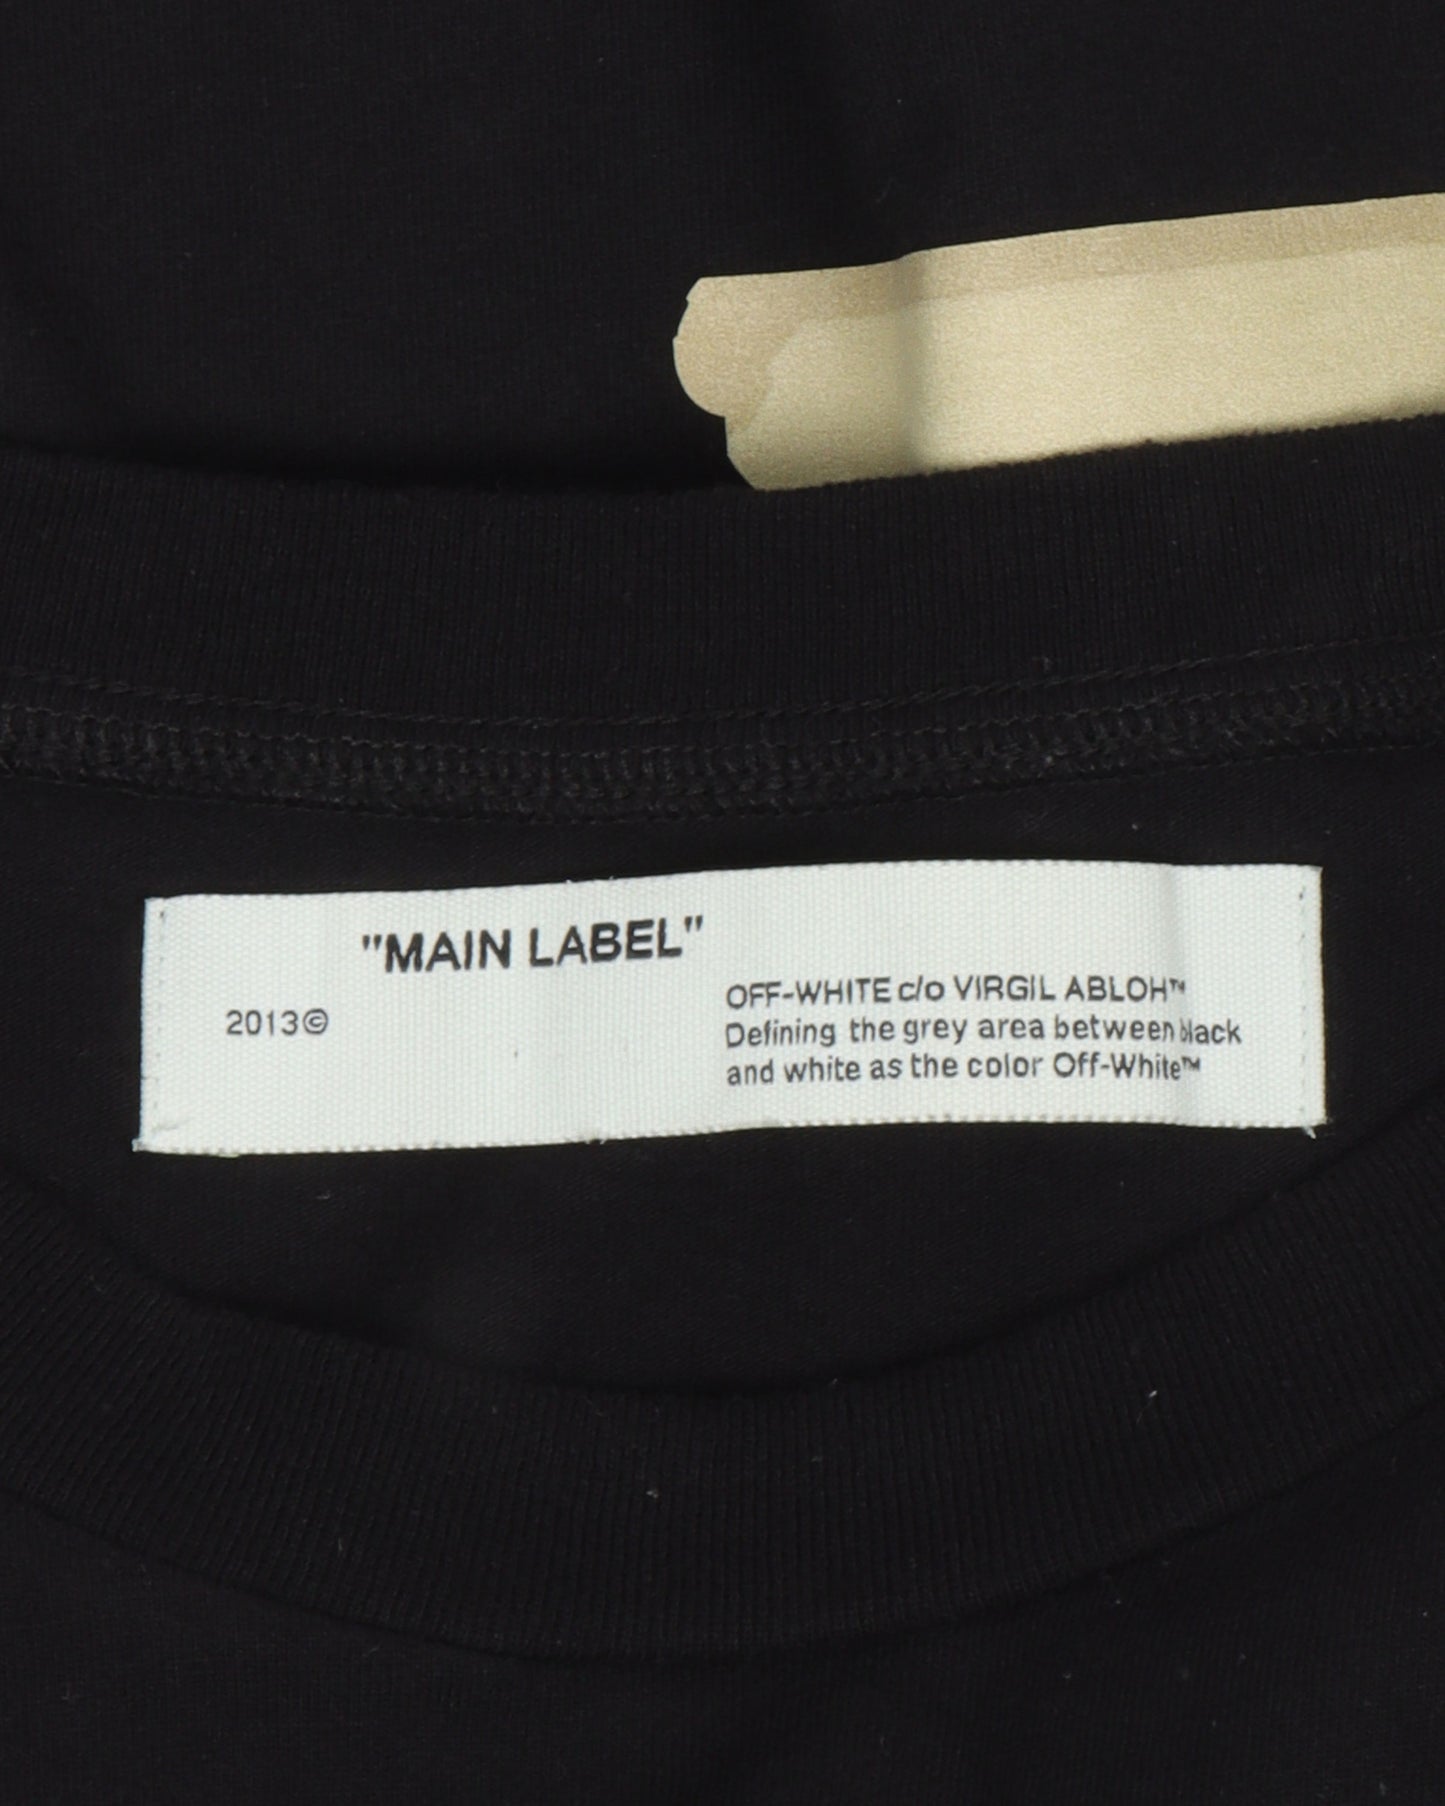 "MAIN LABEL"
2013©
OFF-WHITE c/o VIRGIL ABLOH™
Defining the grey area between black
and white as the color Off-White™